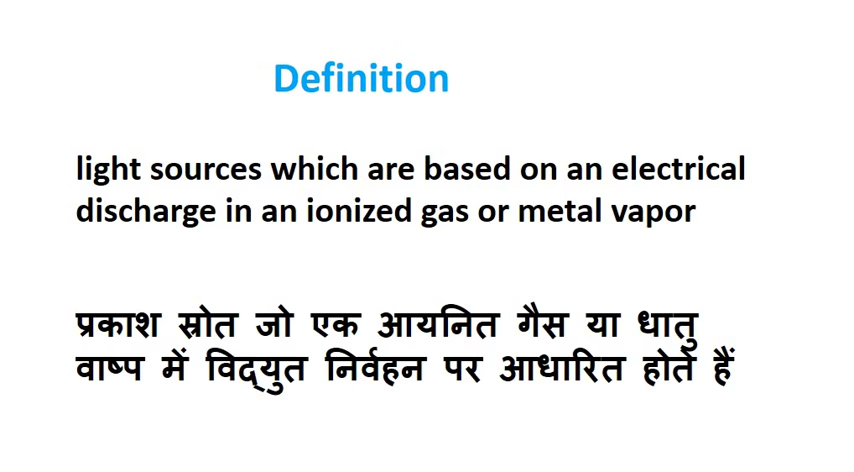 Definition
light sources which are based on an electrical
discharge in an ionized gas or metal vapor
प्रकाश स्रोत जो एक आयनित गैस या धातु
वाष्प में विद्‌युत निर्वहन पर आधारित होते हैं